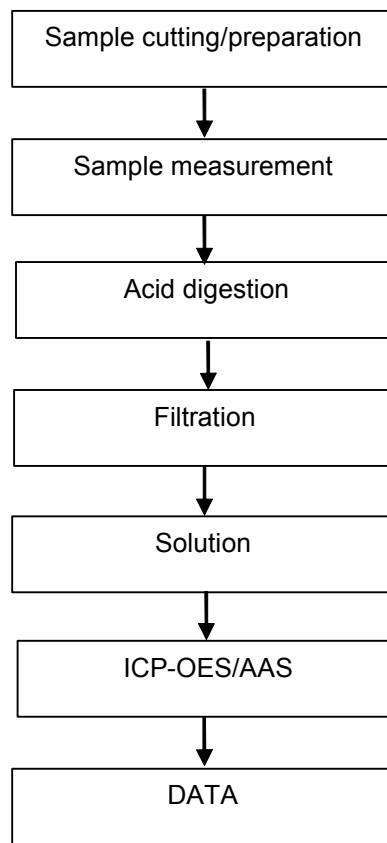 Sample cutting/preparation
Sample measurement
Acid digestion
Filtration
Solution
ICP-OES/AAS
DATA